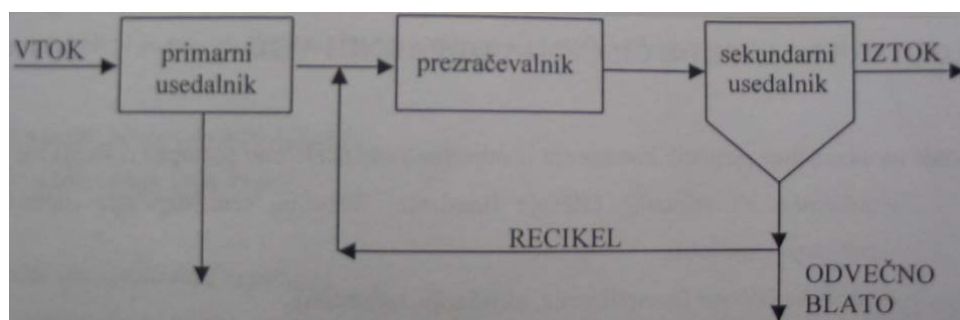 VTOK
primarni
usedalnik
prezračevalnik
sekundarni
usedalnik
IZTOK
RECIKEL
ODVEČNO
BLATO